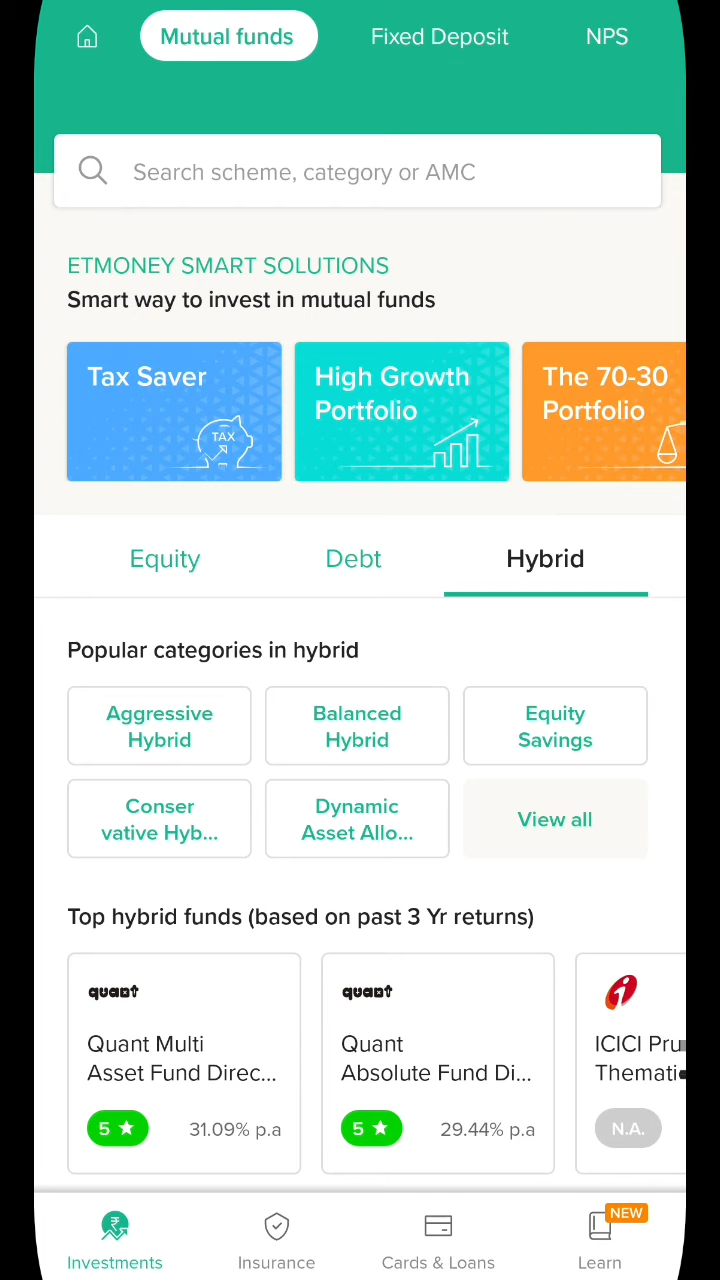 Mutual funds Fixed Deposit NPS
Search scheme, category or AMC
ETMONEY SMART SOLUTIONS
Smart way to invest in mutual funds
Tax Saver
TAX
High Growth
Portfolio
The 70-30
Portfolio
Equity Debt Hybrid
Popular categories in hybrid
Aggressive
Hybrid
Balanced
Hybrid
Equity
Savings
Conser
vative Hyb...
Dynamic
Asset Allo...
View all
Top hybrid funds (based on past 3 Yr returns)
quant
Quant Multi
Asset Fund Direc...
5 ★ 31.09% p.a
quant
Quant
Absolute Fund Di...
5 ★ 29.44% p.a
ICICI Pru
Themati
N.A.
NEW
Investments Insurance Cards & Loans Learn